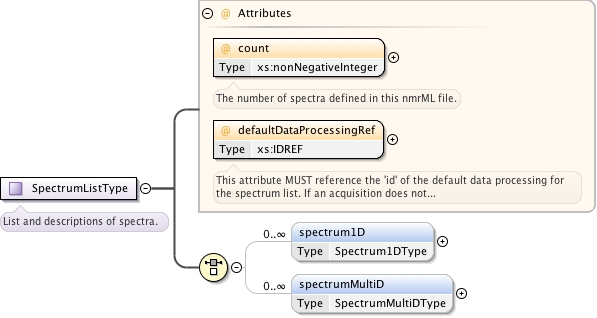 @ Attributes
@ count
Type xs:nonNegativeInteger
The number of spectra defined in this nmrML file.
@ defaultDataProcessingRef
Type xs:IDREF
This attribute MUST reference the 'id' of the default data processing for
the spectrum list. If an acquisition does not...
SpectrumListType
List and descriptions of spectra.
0..∞ spectrum1D
Type Spectrum1DType
0..∞ spectrumMultiD
Type SpectrumMultiDType